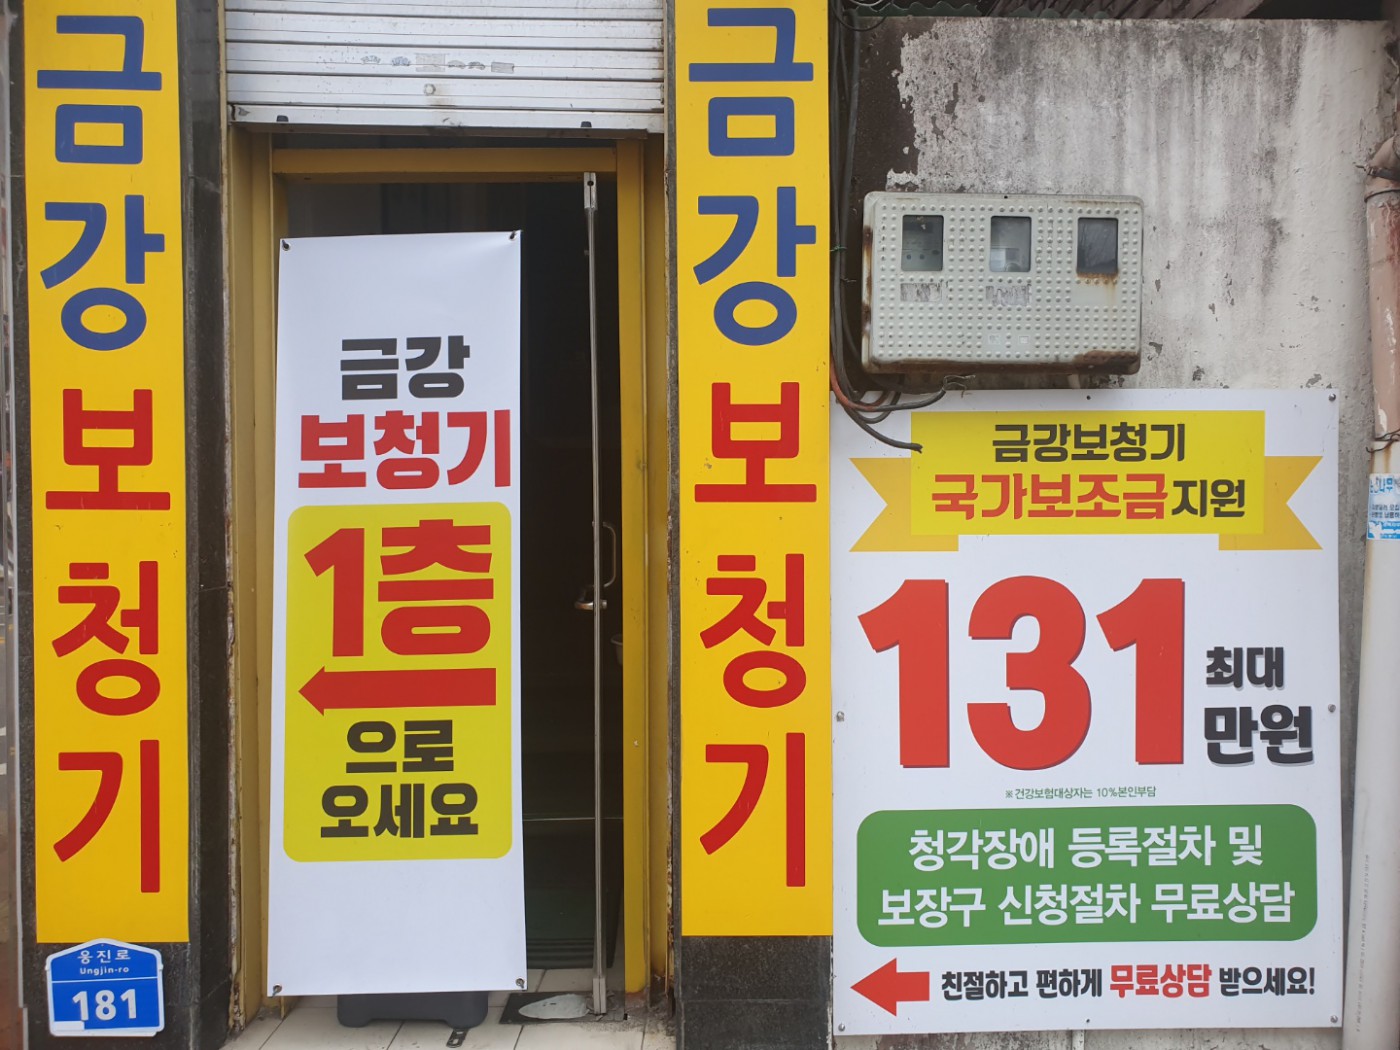 금강보청기
웅진로
Ungjin-ro
181
금강
보청기
1층
으로
오세요
금강보청기
금강보청기
국가보조금지원
131
최대
만원
※건강보험대상자는 10%본인부담
청각장애 등록절차 및
보장구 신청절차 무료상담
친절하고 편하게 무료상담 받으세요!